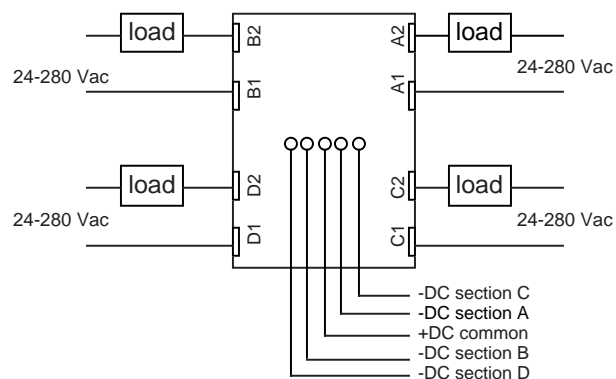 load
B2
A2
load
24-280 Vac
B1
A1
24-280 Vac
load
D2
C2
load
24-280 Vac
D1
C1
24-280 Vac
-DC section C
-DC section A
+DC common
-DC section B
-DC section D